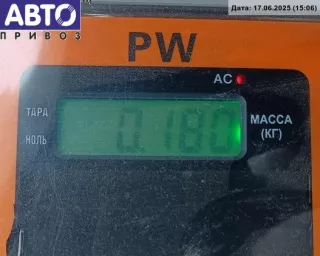 АВТО
ПРИВОЗ
Дата: 17.06.2025 (15:06)
PW
AC
ТАРА
НОЛЬ
0.180
МАССА
(КГ)